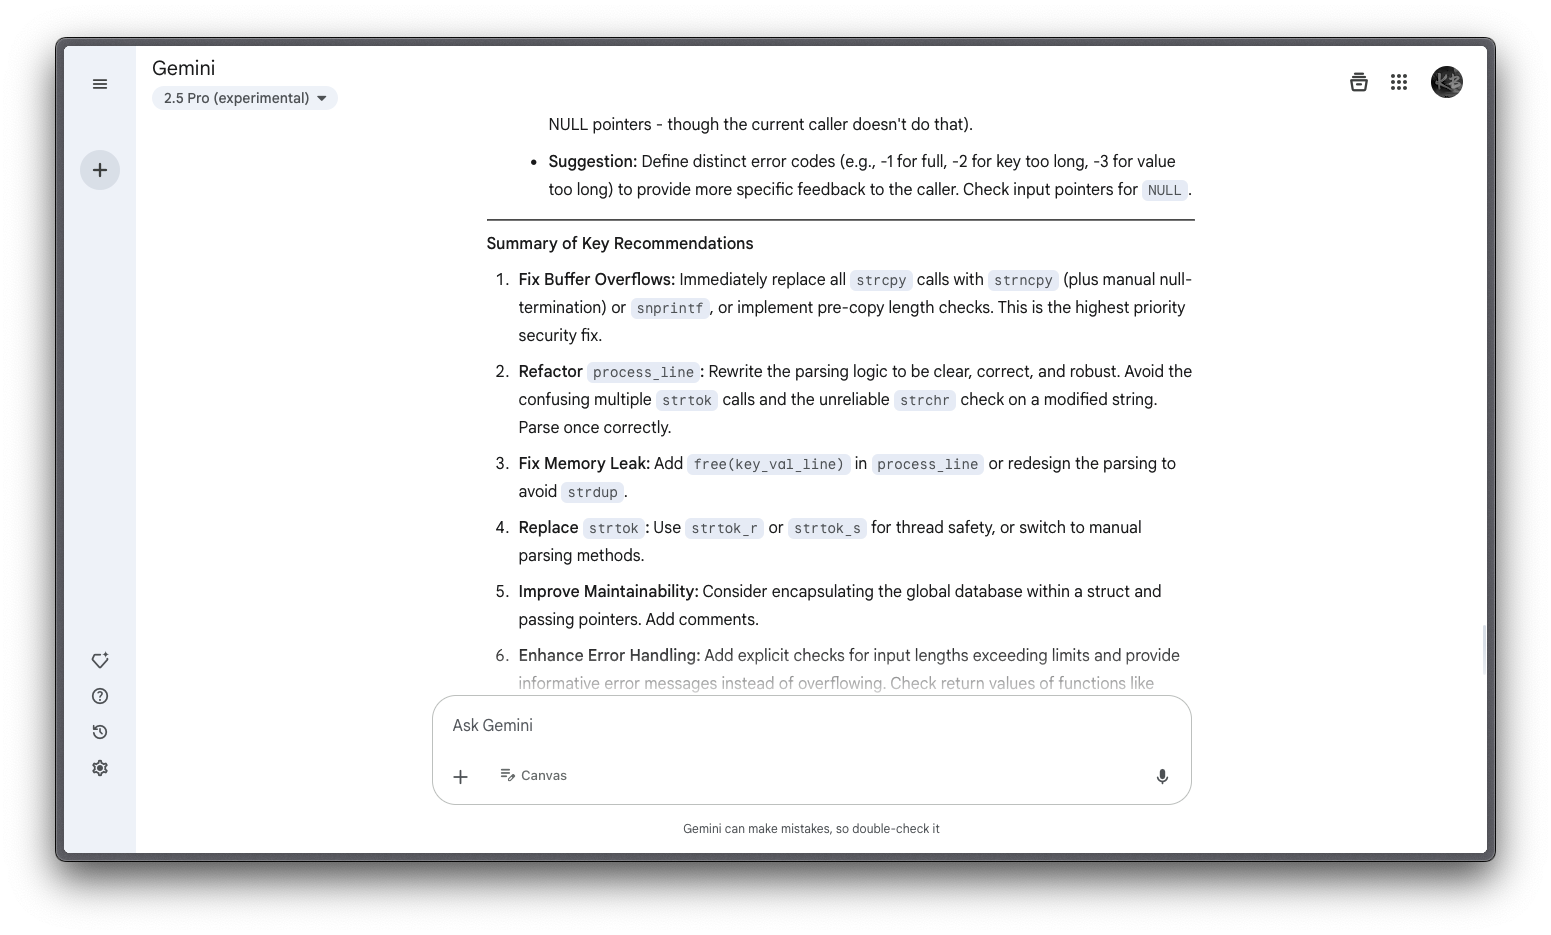 Gemini
2.5 Pro (experimental)
NULL pointers - though the current caller doesn't do that).
• Suggestion: Define distinct error codes (e.g., -1 for full, -2 for key too long, -3 for value
too long) to provide more specific feedback to the caller. Check input pointers for NULL.
Summary of Key Recommendations
1. Fix Buffer Overflows: Immediately replace all strcpy calls with strncpy (plus manual null-
termination) or snprintf, or implement pre-copy length checks. This is the highest priority
security fix.
2. Refactor process_line: Rewrite the parsing logic to be clear, correct, and robust. Avoid the
confusing multiple strtok calls and the unreliable strchr check on a modified string.
Parse once correctly.
3. Fix Memory Leak: Add free(key_val_line) in process_line or redesign the parsing to
avoid strdup.
4. Replace strtok: Use strtok_r or strtok_s for thread safety, or switch to manual
parsing methods.
5. Improve Maintainability: Consider encapsulating the global database within a struct and
passing pointers. Add comments.
6. Enhance Error Handling: Add explicit checks for input lengths exceeding limits and provide
informative error messages instead of overflowing. Check return values of functions like
Ask Gemini
Canvas
Gemini can make mistakes, so double-check it